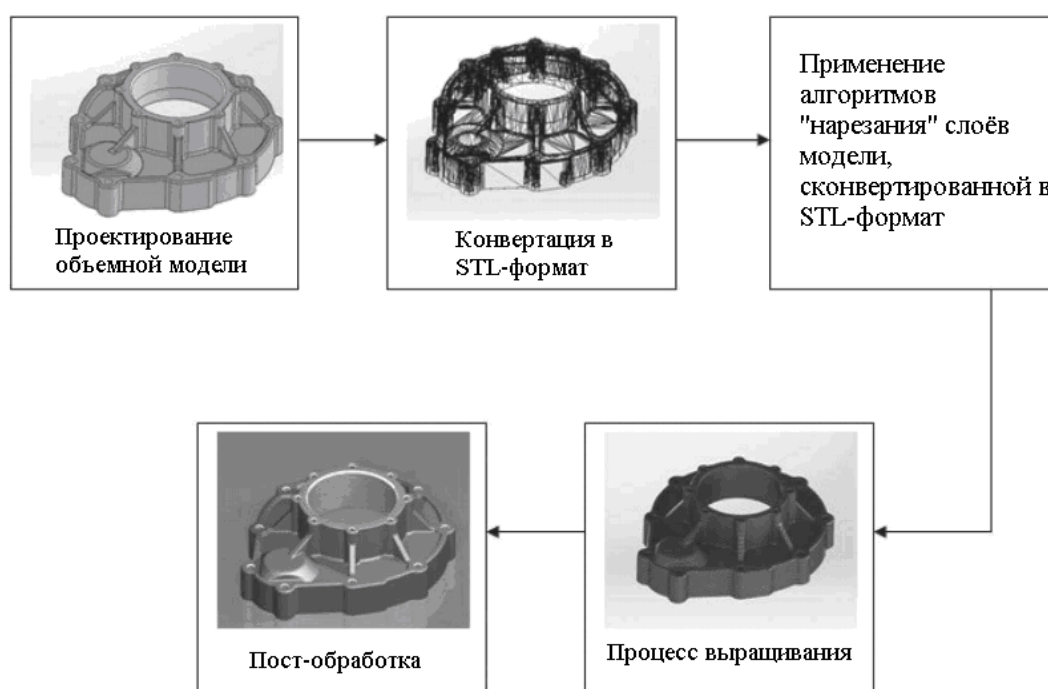 Проектирование
объемной модели
Конвертация в
STL-формат
Применение
алгоритмов
"нарезания" слоёв
модели,
сконвертированной в
STL-формат
Процесс выращивания
Пост-обработка